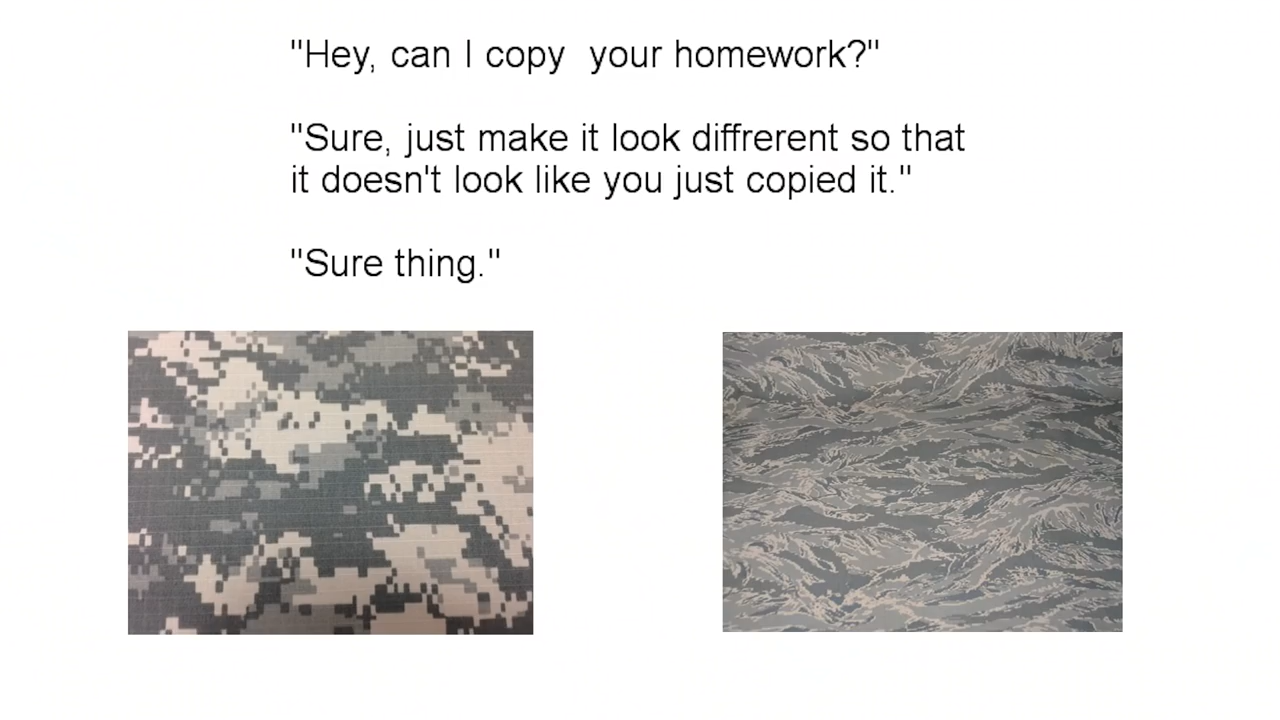 "Hey, can I copy  your homework?"
"Sure, just make it look diffrerent so that
it doesn't look like you just copied it."
"Sure thing."